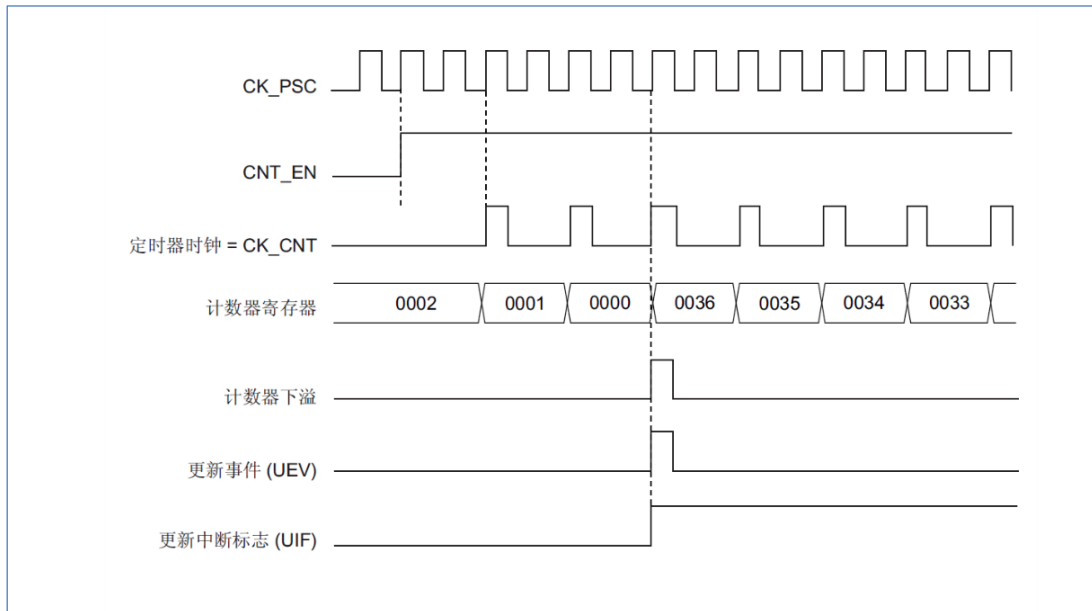 CK_PSC
CNT_EN
定时器时钟 = CK_CNT
计数器寄存器 0002 0001 0000 0036 0035 0034 0033
计数器下溢
更新事件 (UEV)
更新中断标志 (UIF)